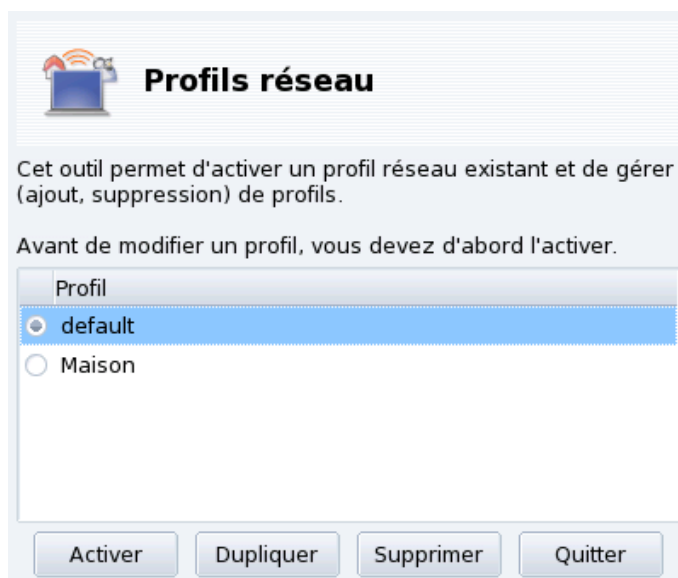 Profils réseau
Cet outil permet d'activer un profil réseau existant et de gérer
(ajout, suppression) de profils.
Avant de modifier un profil, vous devez d'abord l'activer.
Profil
default
Maison
Activer Dupliquer Supprimer Quitter